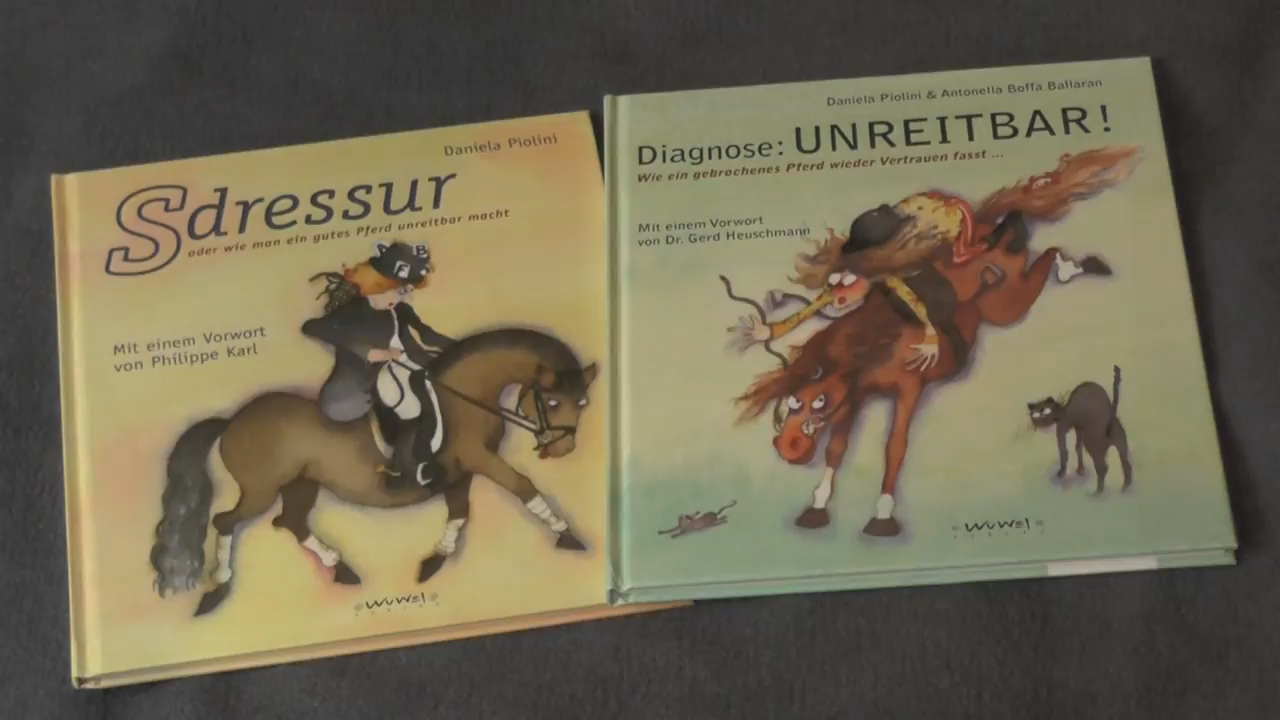 Daniela Piolini
Sdressur
oder wie man ein gutes Pferd unreitbar macht
A B
F
Mit einem Vorwort
von Philippe Karl
WuWel
Daniela Piolini & Antonella Boffa Ballaran
Diagnose: UNREITBAR!
Wie ein gebrochenes Pferd wieder Vertrauen fasst ...
Mit einem Vorwort
von Dr. Gerd Heuschmann
WuWel